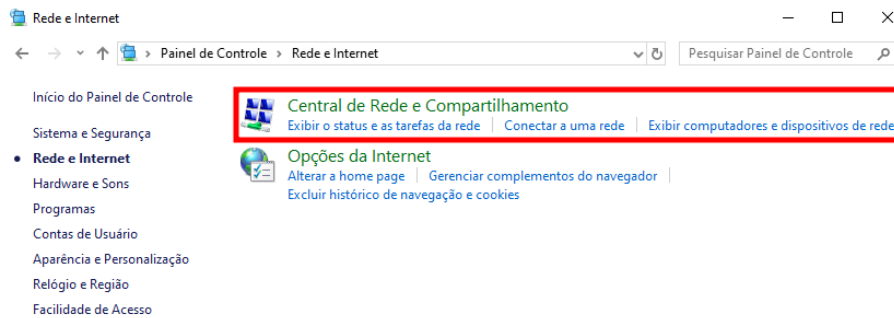 Rede e Internet
Painel de Controle > Rede e Internet
Pesquisar Painel de Controle
Início do Painel de Controle
Sistema e Segurança
Rede e Internet
Hardware e Sons
Programas
Contas de Usuário
Aparência e Personalização
Relógio e Região
Facilidade de Acesso
Central de Rede e Compartilhamento
Exibir o status e as tarefas da rede | Conectar a uma rede | Exibir computadores e dispositivos de rede
Opções da Internet
Alterar a home page | Gerenciar complementos do navegador |
Excluir histórico de navegação e cookies